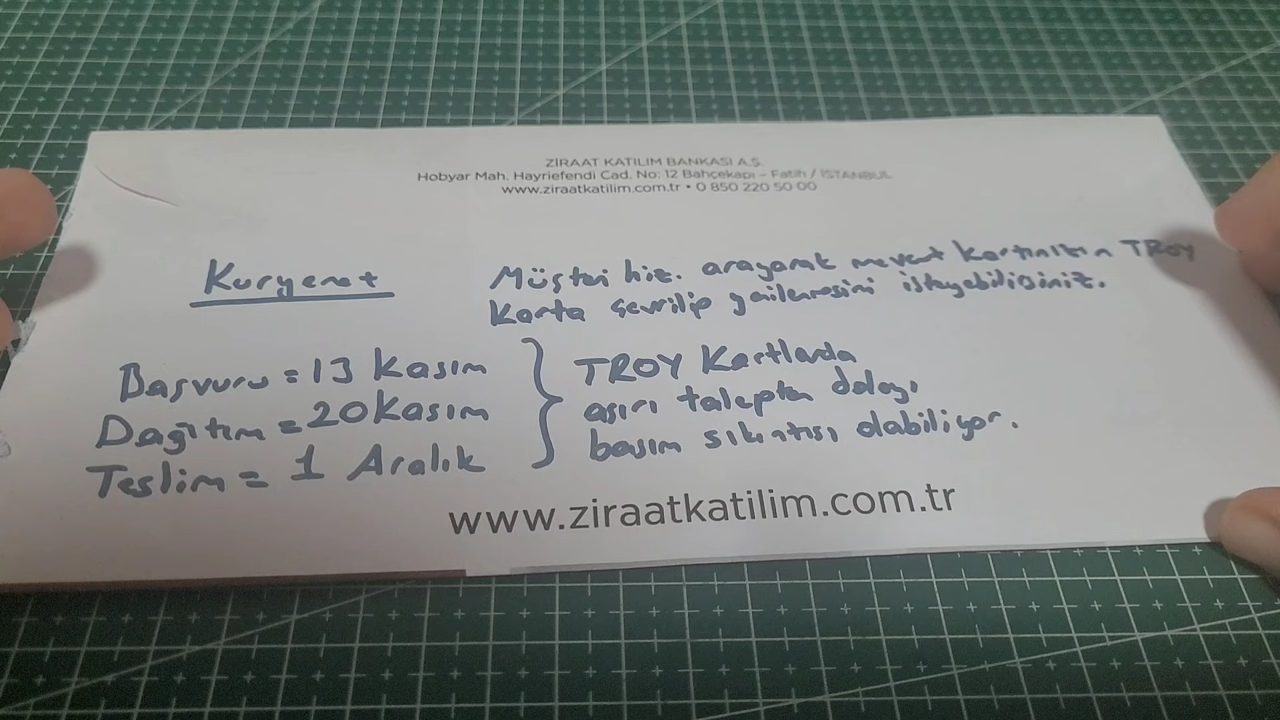 ZİRAAT KATILIM BANKASI A.Ş.
Hobyar Mah. Hayriefendi Cad. No: 12 Bahçekapı - Fatih / İSTANBUL
www.ziraatkatilim.com.tr • 0 850 220 50 00
Kuryenet
Müşteri hiz. arayarak mevcut kartınızın TROY
Karta çevrilip yenilenmesini isteyebilirsiniz.
Başvuru = 13 Kasım
Dağıtım = 20 Kasım
Teslim = 1 Aralık
TROY Kartlarda
aşırı talepten dolayı
basım sıkıntısı olabiliyor.
www.ziraatkatilim.com.tr